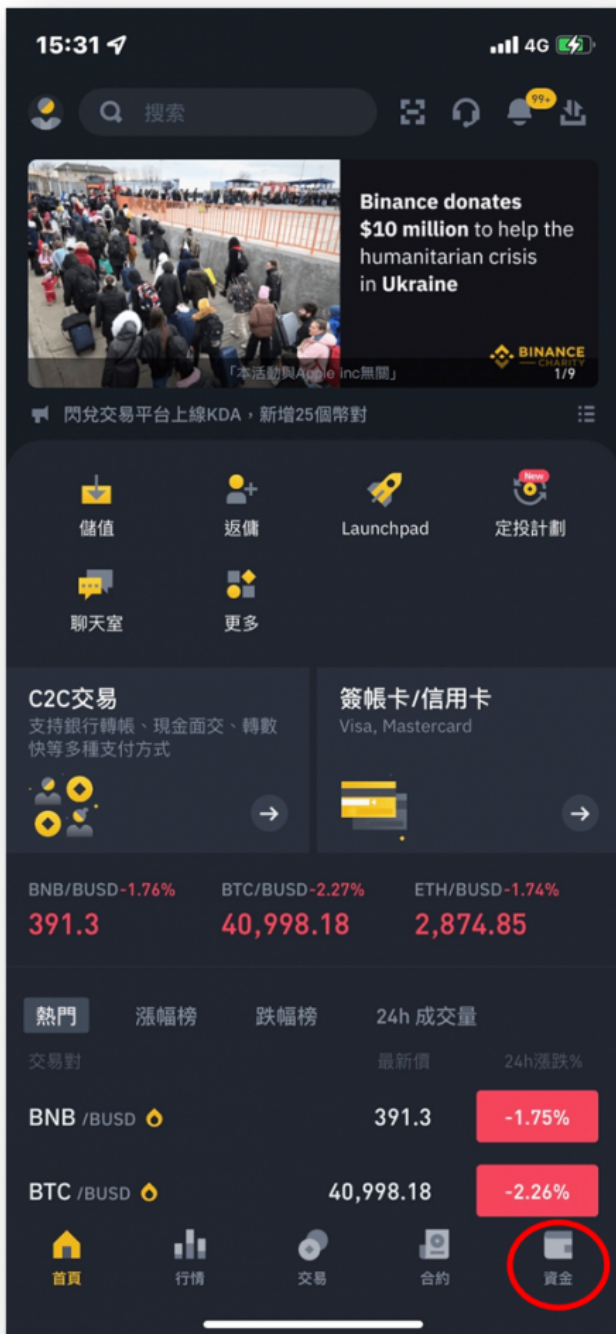 15:31
4G
搜索
99+
Binance donates
$10 million to help the
humanitarian crisis
in Ukraine
BINANCE
CHARITY
「本活動與Apple inc無關」
1/9
閃兌交易平台上線KDA，新增25個幣對
New
儲值 返傭 Launchpad 定投計劃
聊天室 更多
C2C交易
支持銀行轉帳、現金面交、轉數
快等多種支付方式
簽帳卡/信用卡
Visa, Mastercard
BNB/BUSD-1.76% BTC/BUSD-2.27% ETH/BUSD-1.74%
391.3 40,998.18 2,874.85
熱門 漲幅榜 跌幅榜 24h 成交量
交易對 最新價 24h漲跌%
BNB /BUSD 391.3 -1.75%
BTC /BUSD 40,998.18 -2.26%
首頁 行情 交易 合約 資金